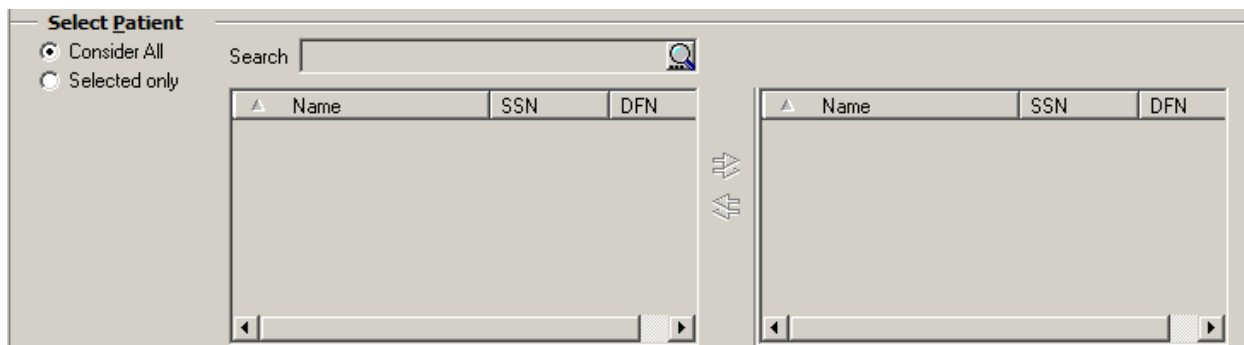 Select Patient
Consider All
Selected only
Search
Name SSN DFN
Name SSN DFN